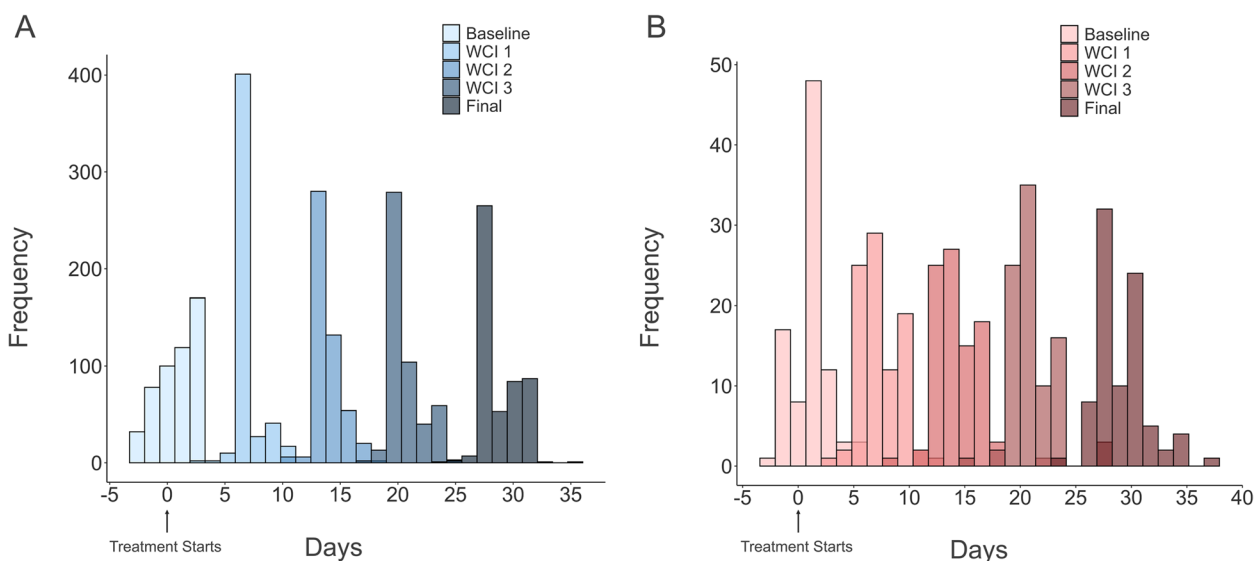 A
Baseline
WCI 1
WCI 2
WCI 3
Final
400
300
200
100
0
Frequency
-5 0 5 10 15 20 25 30 35
Treatment Starts
Days
B
Baseline
WCI 1
WCI 2
WCI 3
Final
50
40
30
20
10
0
Frequency
-5 0 5 10 15 20 25 30 35 40
Treatment Starts
Days